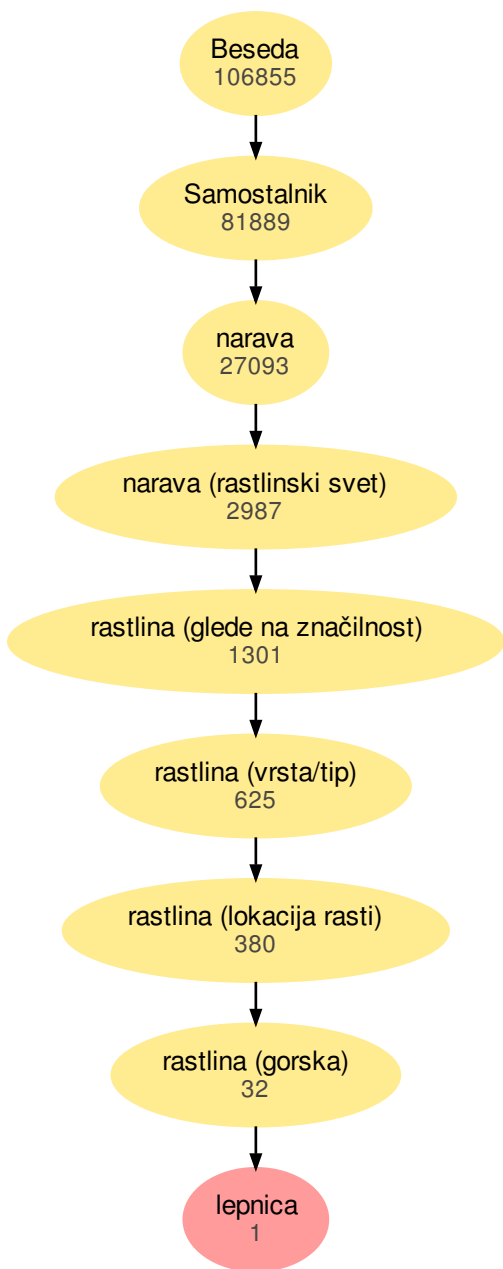 Beseda
106855
Samostalnik
81889
narava
27093
narava (rastlinski svet)
2987
rastlina (glede na značilnost)
1301
rastlina (vrsta/tip)
625
rastlina (lokacija rasti)
380
rastlina (gorska)
32
lepnica
1